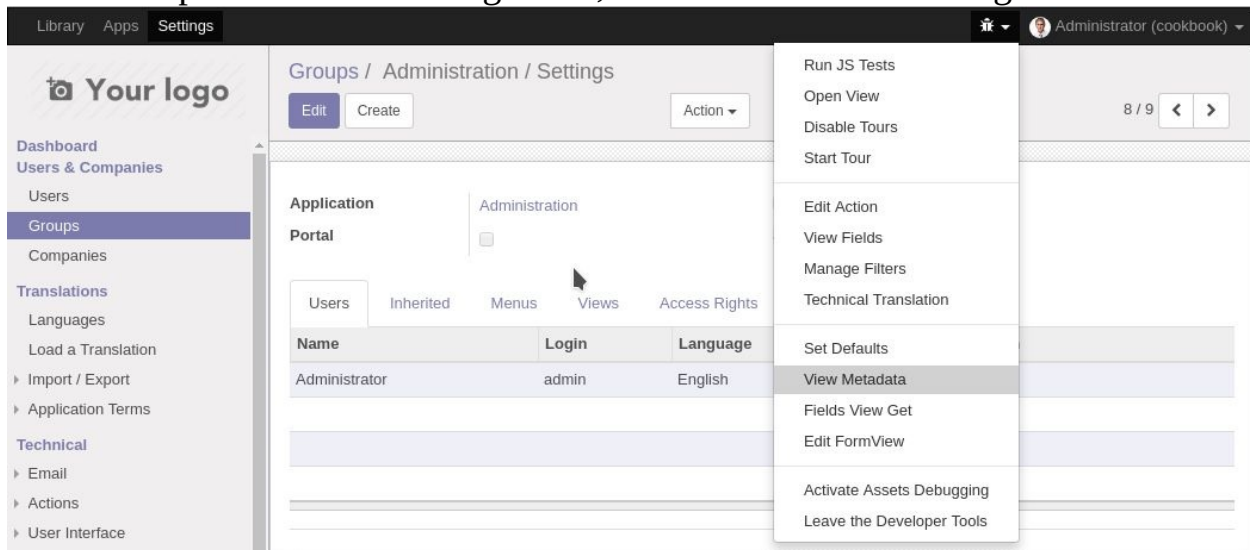 Library Apps Settings Administrator (cookbook)
Your logo
Groups / Administration / Settings
Edit Create Action 8 / 9
Dashboard
Users & Companies
Users
Groups
Companies
Translations
Languages
Load a Translation
Import / Export
Application Terms
Technical
Email
Actions
User Interface
Application Administration
Portal
Users Inherited Menus Views Access Rights
Name Login Language
Administrator admin English
Run JS Tests
Open View
Disable Tours
Start Tour
Edit Action
View Fields
Manage Filters
Technical Translation
Set Defaults
View Metadata
Fields View Get
Edit FormView
Activate Assets Debugging
Leave the Developer Tools